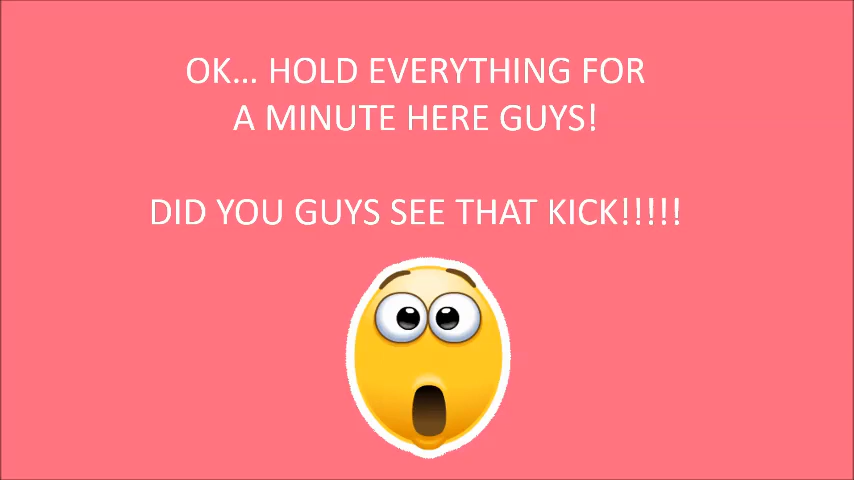 OK... HOLD EVERYTHING FOR
A MINUTE HERE GUYS!
DID YOU GUYS SEE THAT KICK!!!!!